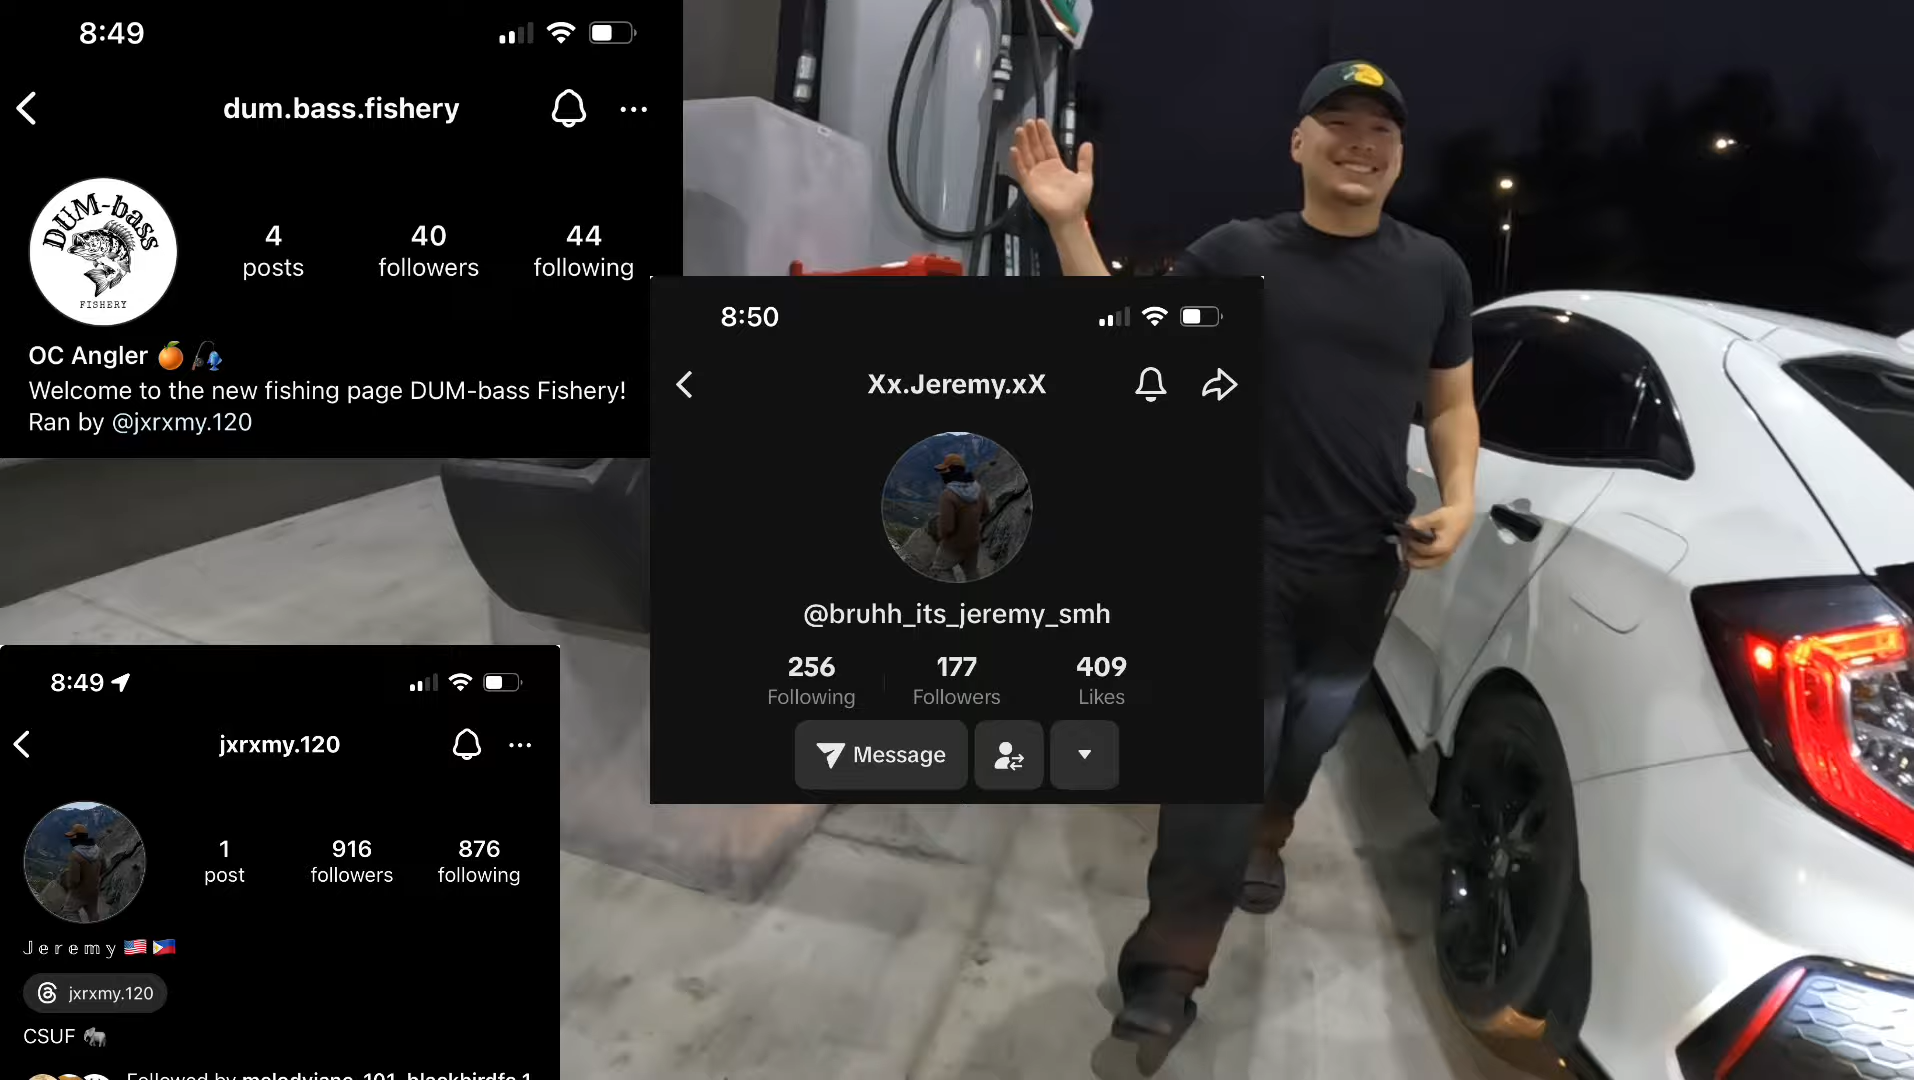 8:49
dum.bass.fishery
DUM-bass
FISHERY
4
posts
40
followers
44
following
OC Angler 🍊 🎣
Welcome to the new fishing page DUM-bass Fishery!
Ran by @jxrxmy.120
8:50
Xx.Jeremy.xX
@bruhh_its_jeremy_smh
256
Following
177
Followers
409
Likes
Message
8:49
jxrxmy.120
1
post
916
followers
876
following
𝕁 𝕖 𝕣 𝕖 𝕞 𝕪 🇺🇸 🇵🇭
jxrxmy.120
CSUF 🐘
Followed by